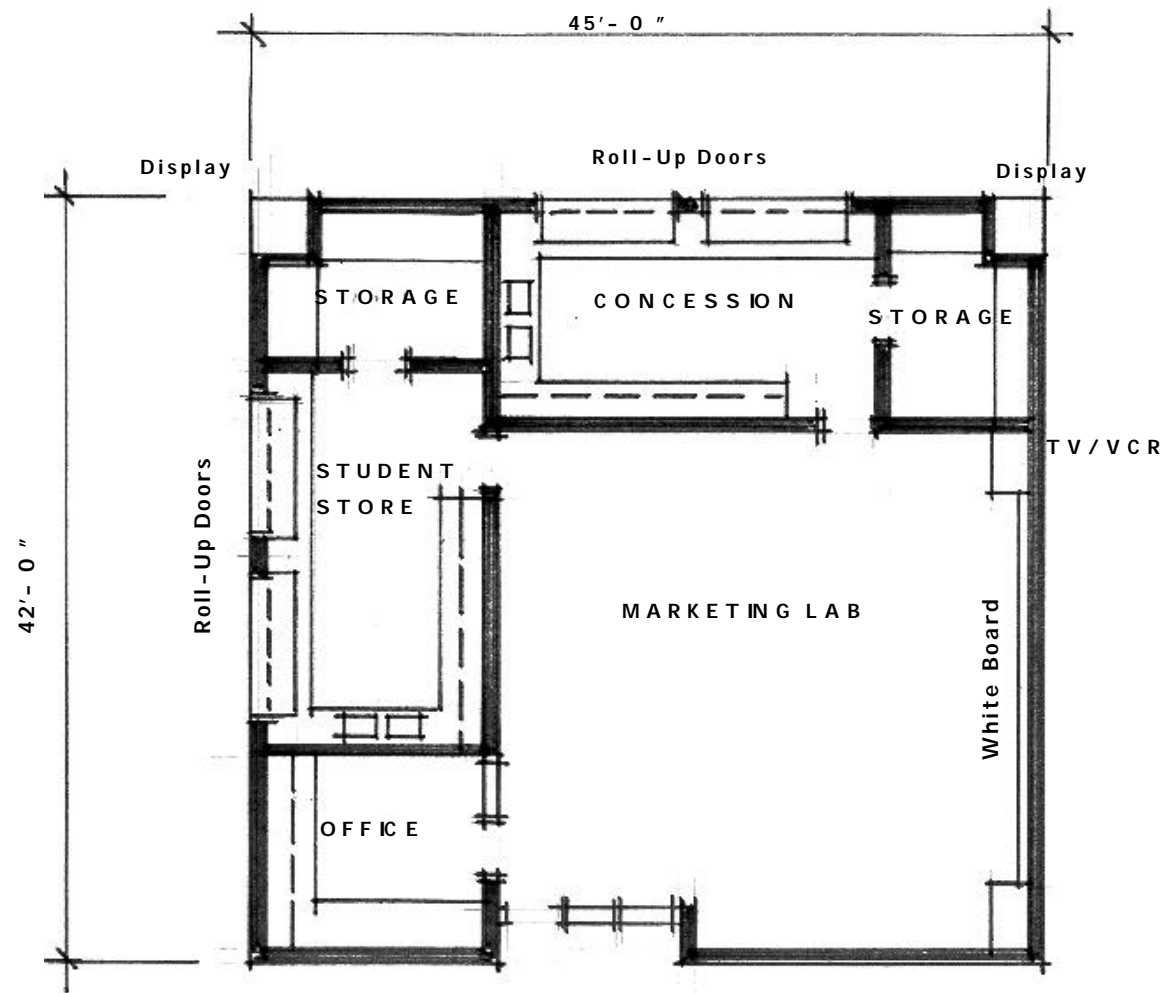 45'- 0 "
Display
Roll-Up Doors
Display
STORAGE
CONCESSION
STORAGE
TV/VCR
STUDENT
STORE
Roll-Up Doors
42'- 0 "
MARKETING LAB
White Board
OFFICE